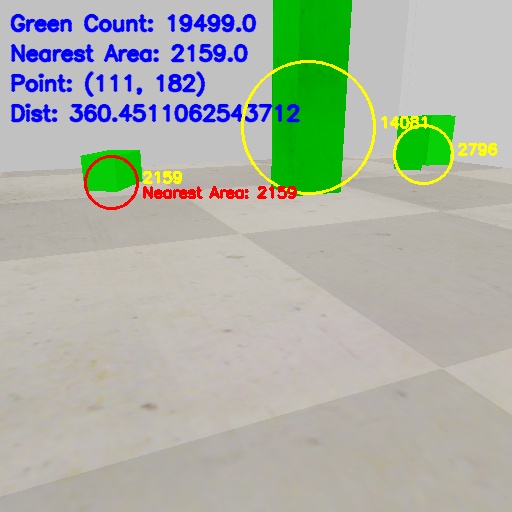 Green Count: 19499.0
Nearest Area: 2159.0
Point: (111, 182)
Dist: 360.4511062543712
14081
2796
2159
Nearest Area: 2159